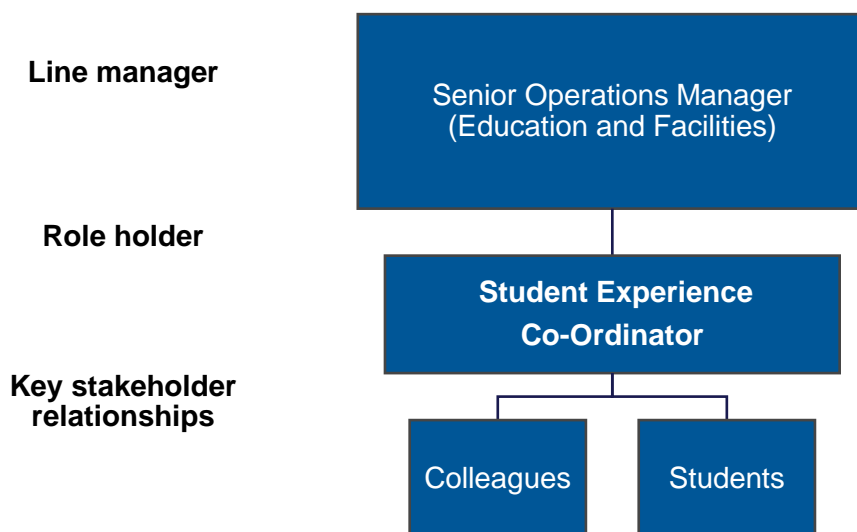 Line manager
Senior Operations Manager
(Education and Facilities)
Role holder
Student Experience
Co-Ordinator
Key stakeholder
relationships
Colleagues
Students